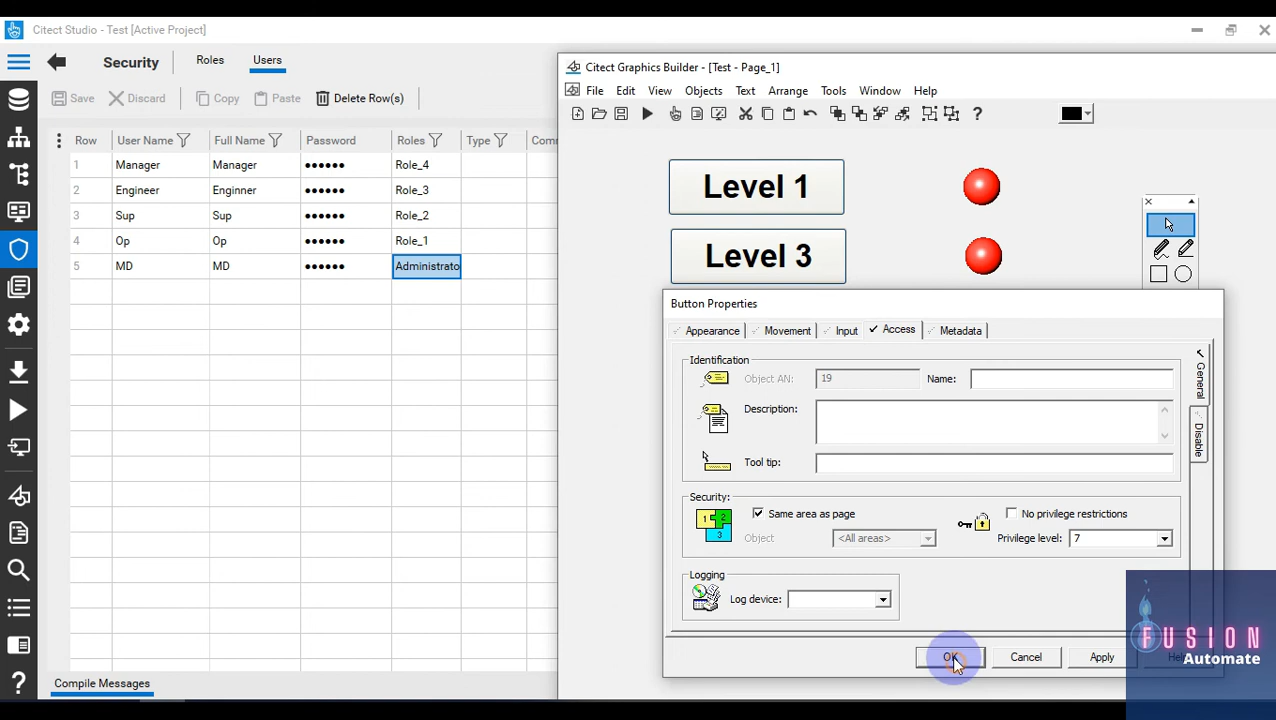 Citect Studio - Test [Active Project]
Security
Roles
Users
Save
Discard
Copy
Paste
Delete Row(s)
Row
User Name
Full Name
Password
Roles
Type
Comm
1
Manager
Manager
●●●●●●
Role_4
2
Engineer
Enginner
●●●●●●
Role_3
3
Sup
Sup
●●●●●●
Role_2
4
Op
Op
●●●●●●
Role_1
5
MD
MD
●●●●●●
Administrato
Compile Messages
Citect Graphics Builder - [Test - Page_1]
File
Edit
View
Objects
Text
Arrange
Tools
Window
Help
Level 1
Level 3
Button Properties
Appearance
Movement
Input
Access
Metadata
General
Disable
Identification
Object AN:
19
Name:
Description:
Tool tip:
Security:
1
2
3
Same area as page
Object
<All areas>
No privilege restrictions
Privilege level:
7
Logging
Log device:
OK
Cancel
Apply
Help
FUSION
Automate